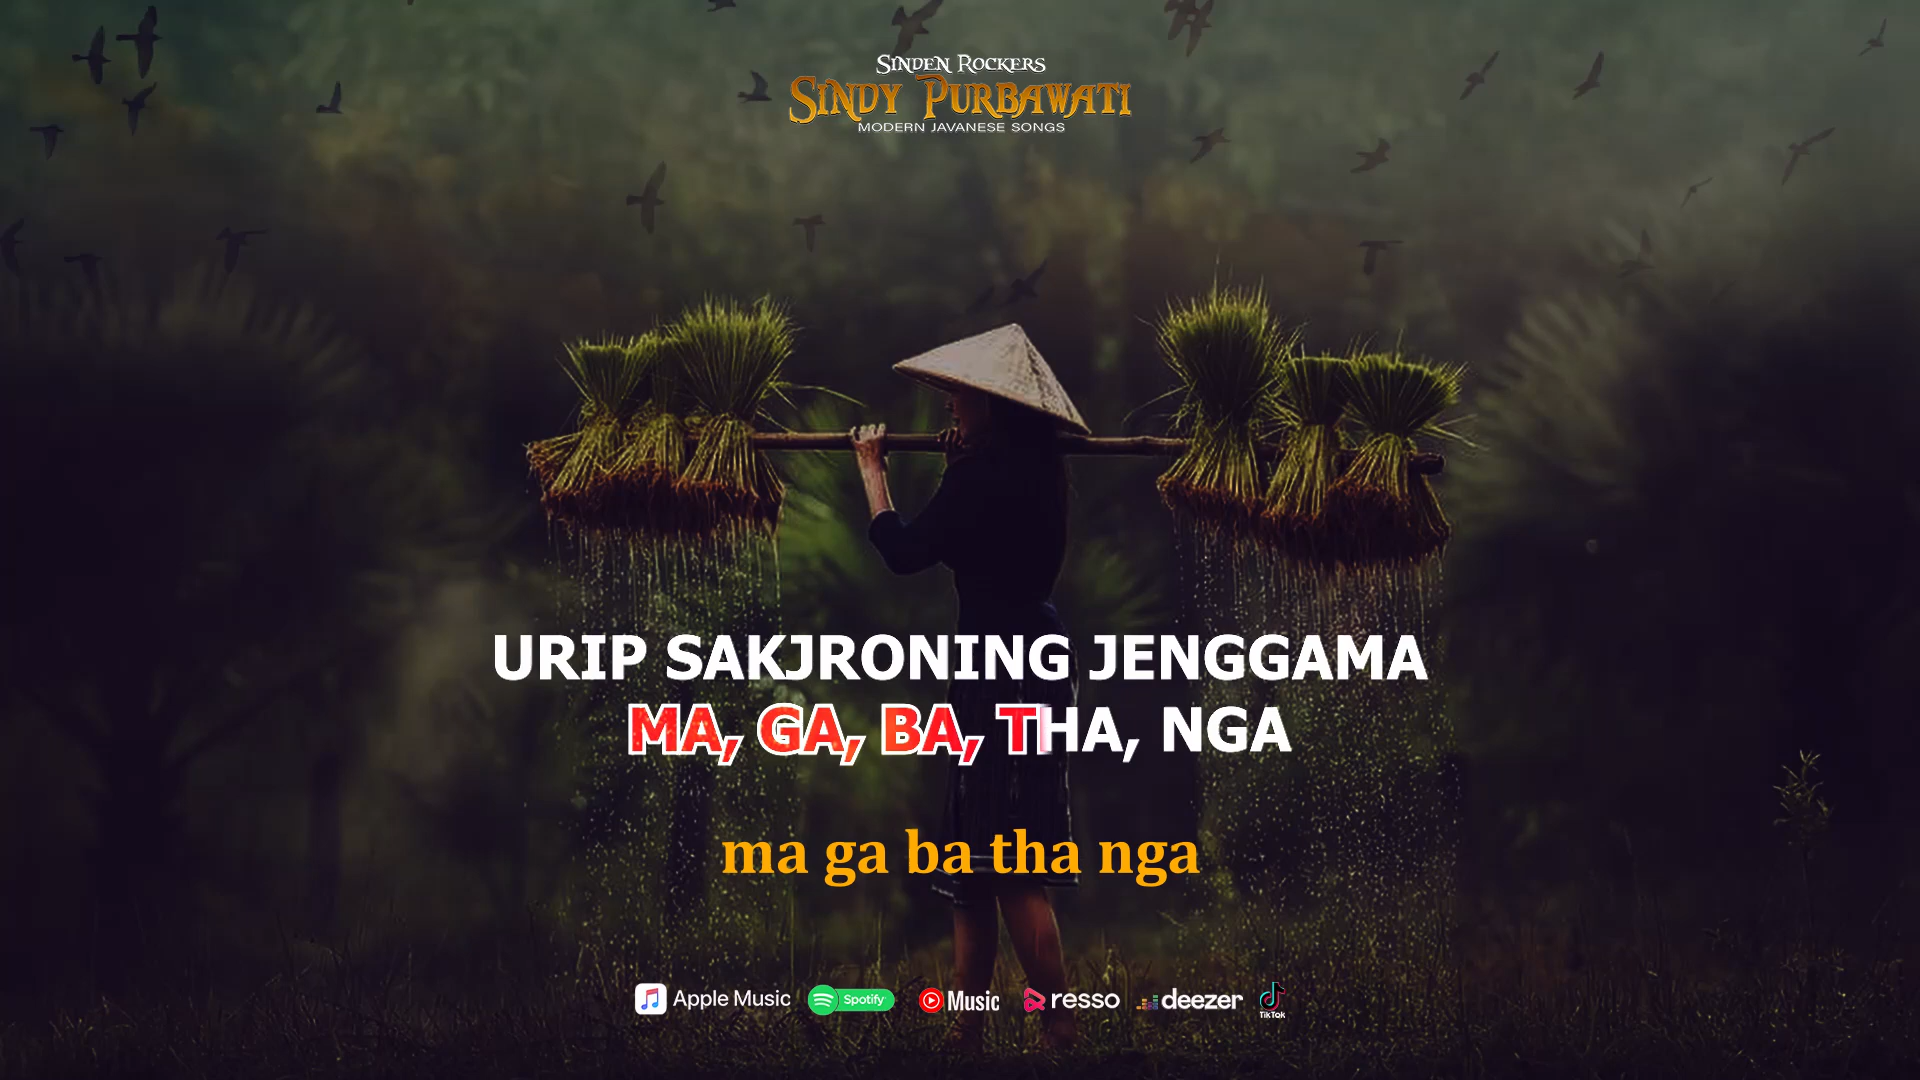 SINDEN ROCKERS
SINDY PURBAWATI
MODERN JAVANESE SONGS
URIP SAKJRONING JENGGAMA
MA, GA, BA, THA, NGA
ma ga ba tha nga
Apple Music Spotify Music resso deezer TikTok